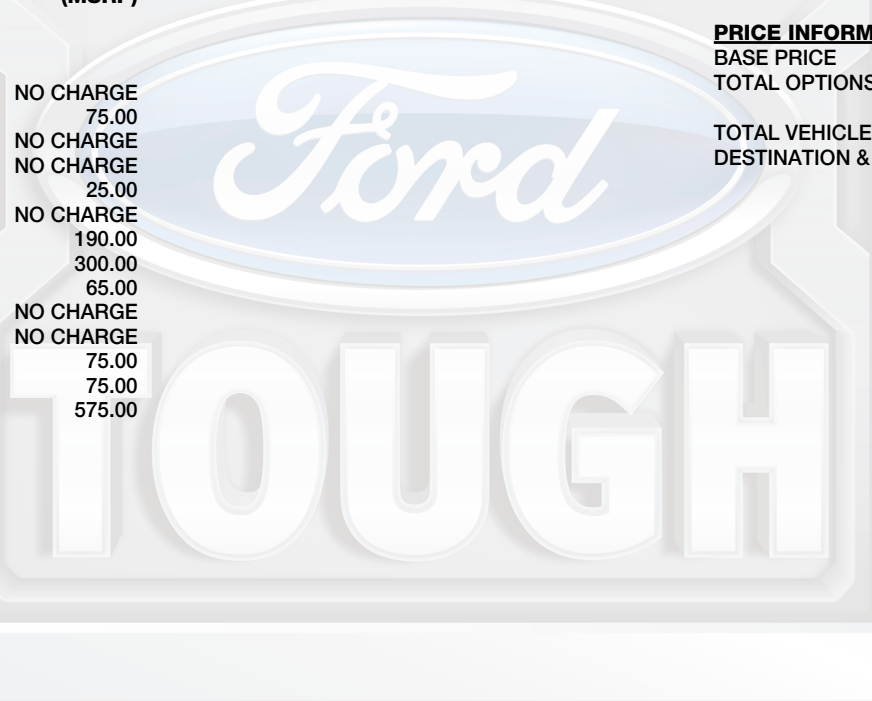 (MSRP)
NO CHARGE
75.00
NO CHARGE
NO CHARGE
25.00
NO CHARGE
190.00
300.00
65.00
NO CHARGE
NO CHARGE
75.00
75.00
575.00
PRICE INFORM
BASE PRICE
TOTAL OPTIONS
TOTAL VEHICLE
DESTINATION &
Ford
TOUGH